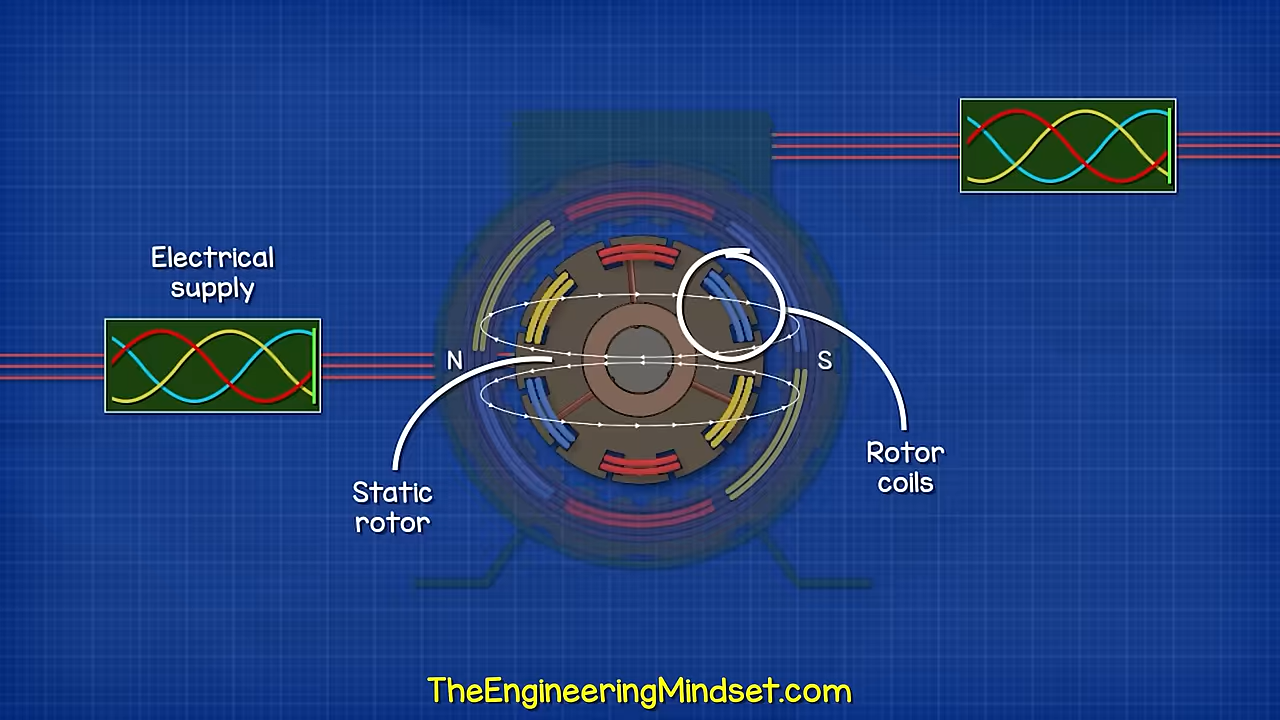 Electrical
supply
N
S
Rotor
coils
Static
rotor
TheEngineeringMindset.com